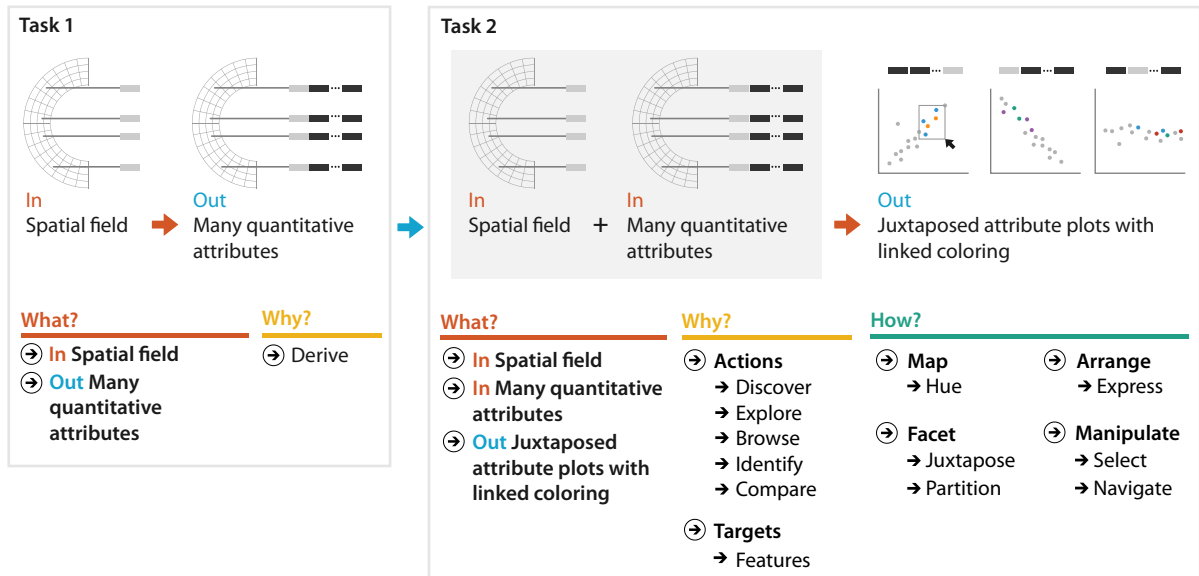 Task 1
In
Spatial field
Out
Many quantitative
attributes
What?
In Spatial field
Out Many
quantitative
attributes
Why?
Derive
Task 2
In
Spatial field
+
In
Many quantitative
attributes
Out
Juxtaposed attribute plots with
linked coloring
What?
In Spatial field
In Many quantitative
attributes
Out Juxtaposed
attribute plots with
linked coloring
Why?
Actions
Discover
Explore
Browse
Identify
Compare
Targets
Features
How?
Map
Hue
Arrange
Express
Facet
Juxtapose
Partition
Manipulate
Select
Navigate